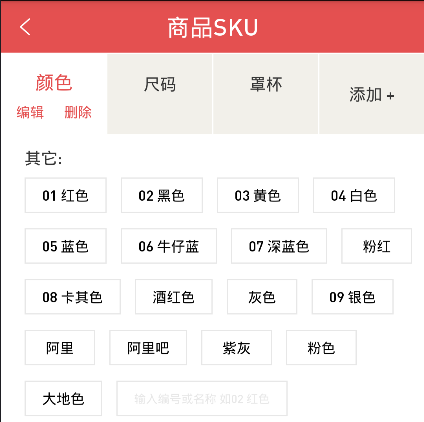 商品SKU
颜色 尺码 罩杯 添加 +
编辑 删除
其它:
01 红色 02 黑色 03 黄色 04 白色
05 蓝色 06 牛仔蓝 07 深蓝色 粉红
08 卡其色 酒红色 灰色 09 银色
阿里 阿里吧 紫灰 粉色
大地色 输入编号或名称 如02 红色